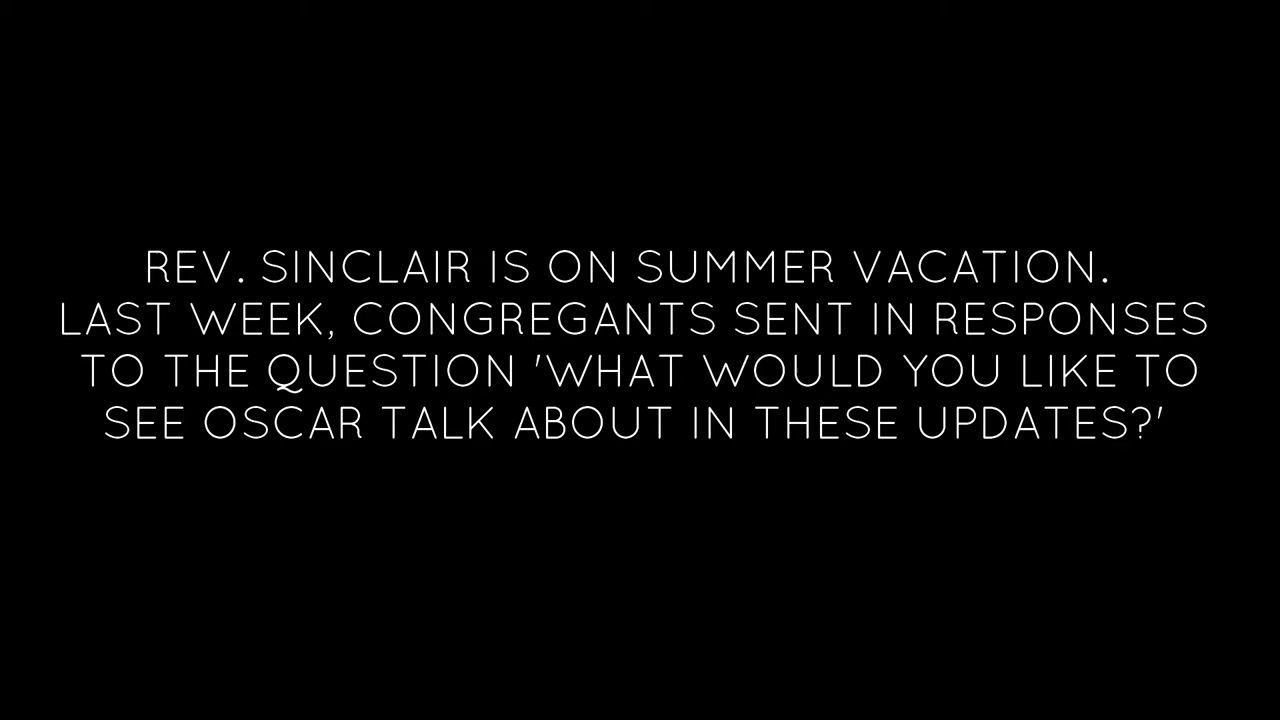 REV. SINCLAIR IS ON SUMMER VACATION.
LAST WEEK, CONGREGANTS SENT IN RESPONSES
TO THE QUESTION 'WHAT WOULD YOU LIKE TO
SEE OSCAR TALK ABOUT IN THESE UPDATES?'